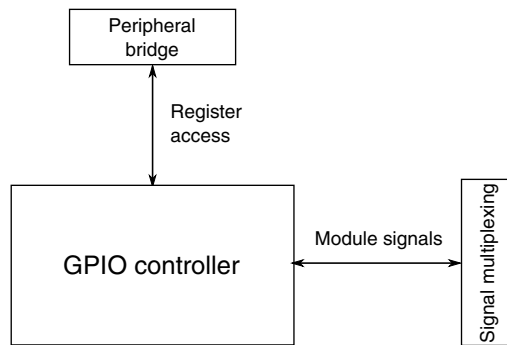 Peripheral
bridge
Register
access
GPIO controller
Module signals
Signal multiplexing